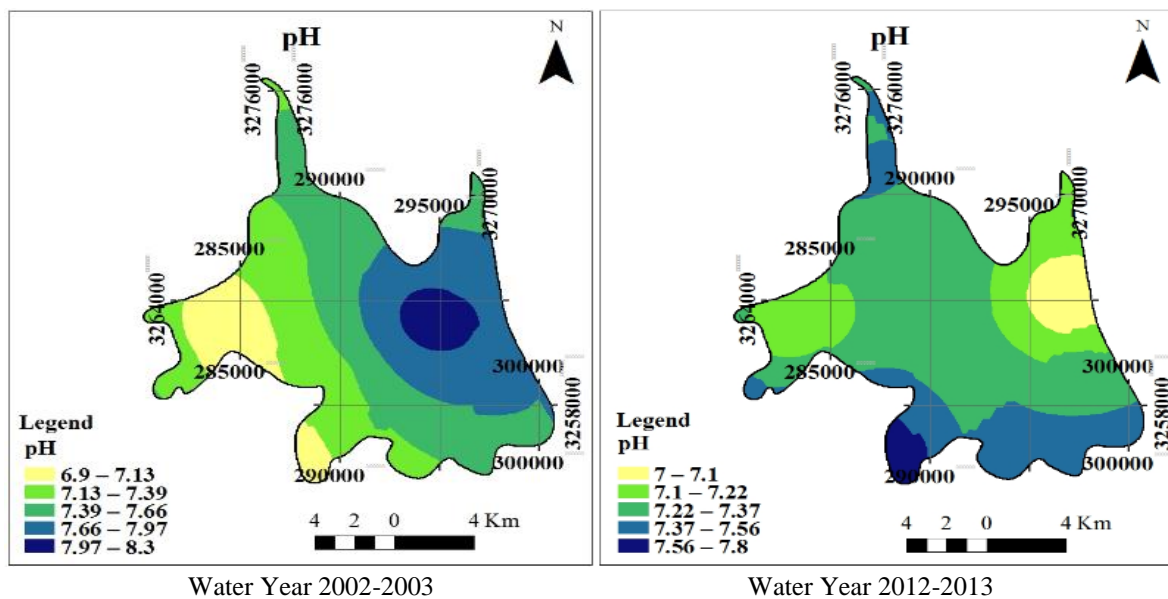 pH
N
3276000
3276000
290000
295000
3270000
285000
3264000
285000
300000
3258000
290000
300000
Legend
pH
6.9 – 7.13
7.13 – 7.39
7.39 – 7.66
7.66 – 7.97
7.97 – 8.3
4 2 0 4 Km
Water Year 2002-2003
pH
N
3276000
3276000
290000
295000
3270000
285000
3264000
285000
300000
3258000
290000
300000
Legend
pH
7 – 7.1
7.1 – 7.22
7.22 – 7.37
7.37 – 7.56
7.56 – 7.8
4 2 0 4 Km
Water Year 2012-2013